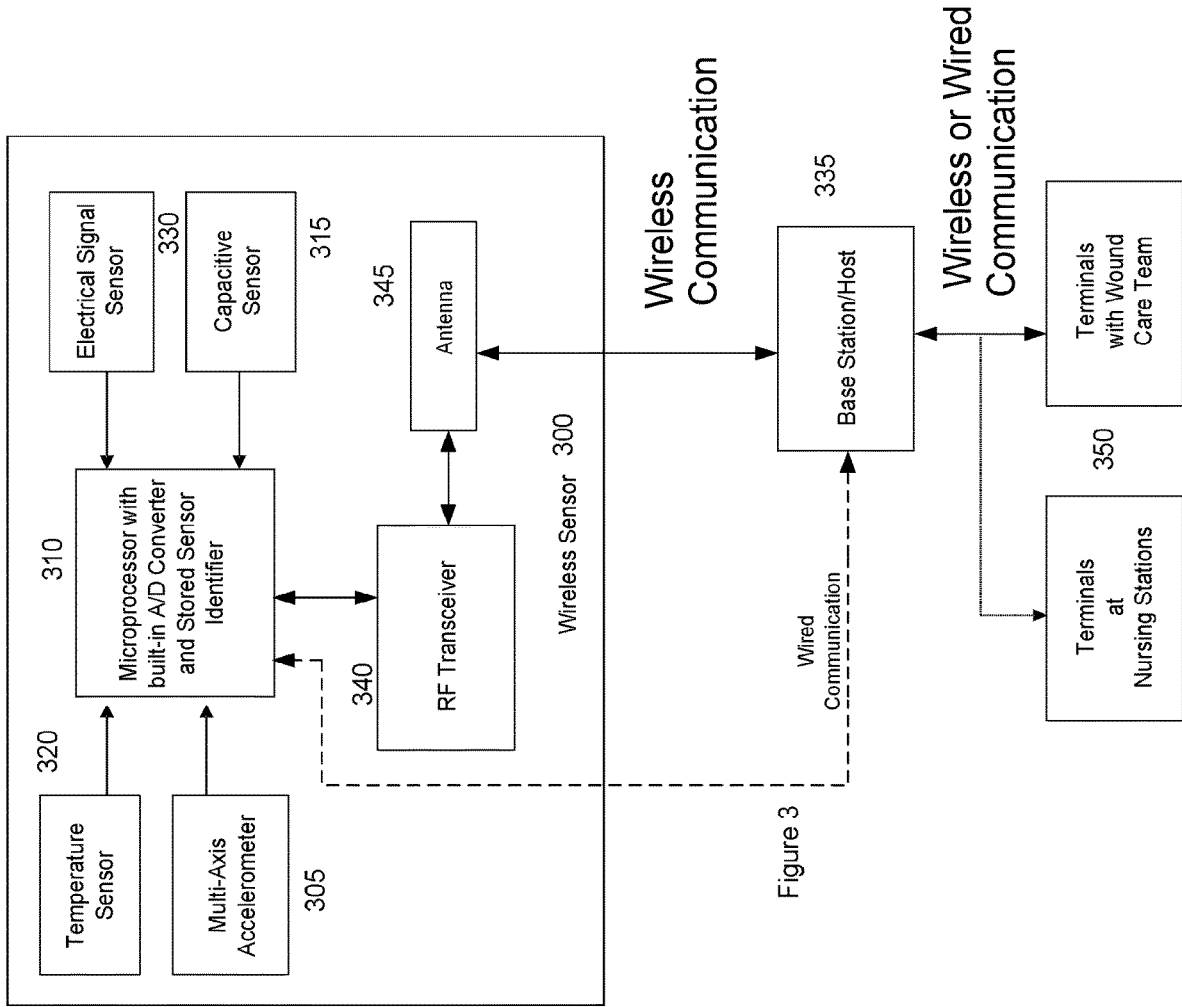 Temperature
Sensor
320
Multi-Axis
Accelerometer
305
310
Microprocessor with
built-in A/D Converter
and Stored Sensor
Identifier
Electrical Signal
Sensor
330
Capacitive
Sensor
315
340
RF Transceiver
345
Antenna
Wireless Sensor 300
Wired
Communication
Wireless
Communication
Base Station/Host
335
Wireless or Wired
Communication
Terminals
at
Nursing Stations
350
Terminals
with Wound
Care Team
Figure 3